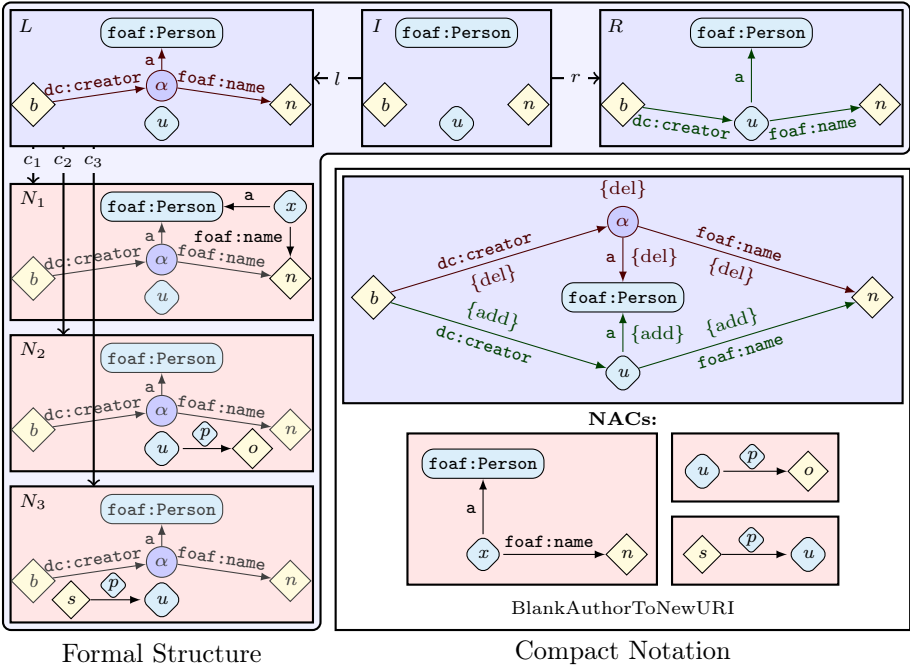 L
foaf:Person
a
dc:creator
foaf:name
b
α
n
u
l
I
foaf:Person
b
n
u
r
R
foaf:Person
a
b
n
dc:creator
u
foaf:name
c1
c2
c3
N1
foaf:Person
a
x
a
foaf:name
dc:creator
foaf:name
b
α
n
u
N2
foaf:Person
a
dc:creator
foaf:name
b
α
n
u
p
o
N3
foaf:Person
a
dc:creator
foaf:name
b
α
n
s
p
u
Formal Structure
{del}
α
dc:creator
foaf:name
{del}
a
{del}
{del}
b
foaf:Person
n
{add}
a
{add}
{add}
dc:creator
foaf:name
u
NACs:
foaf:Person
a
x
foaf:name
n
u
p
o
s
p
u
BlankAuthorToNewURI
Compact Notation